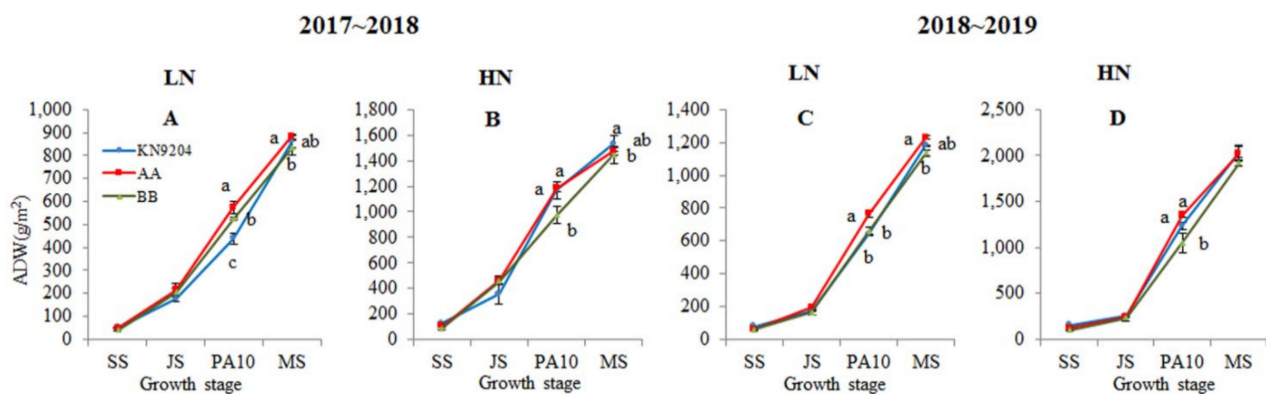 2017~2018
2018~2019
LN
HN
LN
HN
A
B
C
D
ADW(g/m²)
1,000
900
800
700
600
500
400
300
200
100
0
KN9204
AA
BB
a
ab
b
a
b
c
SS
JS
PA10
MS
Growth stage
1,800
1,600
1,400
1,200
1,000
800
600
400
200
0
a
ab
b
a
a
b
SS
JS
PA10
MS
Growth stage
1,400
1,200
1,000
800
600
400
200
0
a
ab
b
a
b
b
SS
JS
PA10
MS
Growth stage
2,500
2,000
1,500
1,000
500
0
a
a
b
SS
JS
PA10
MS
Growth stage